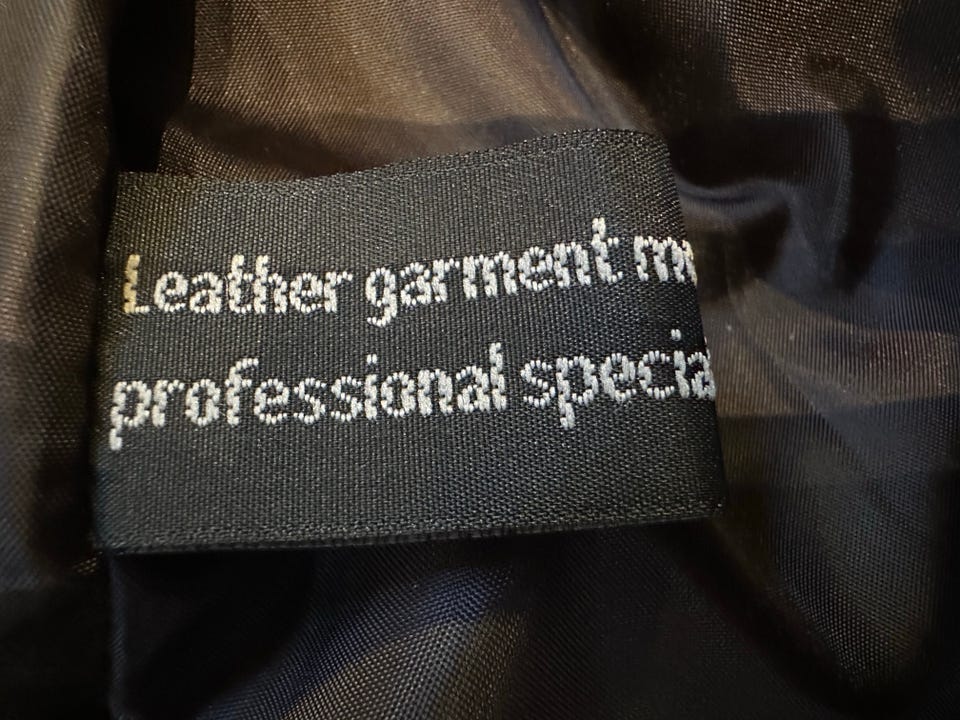 Leather garment
professional